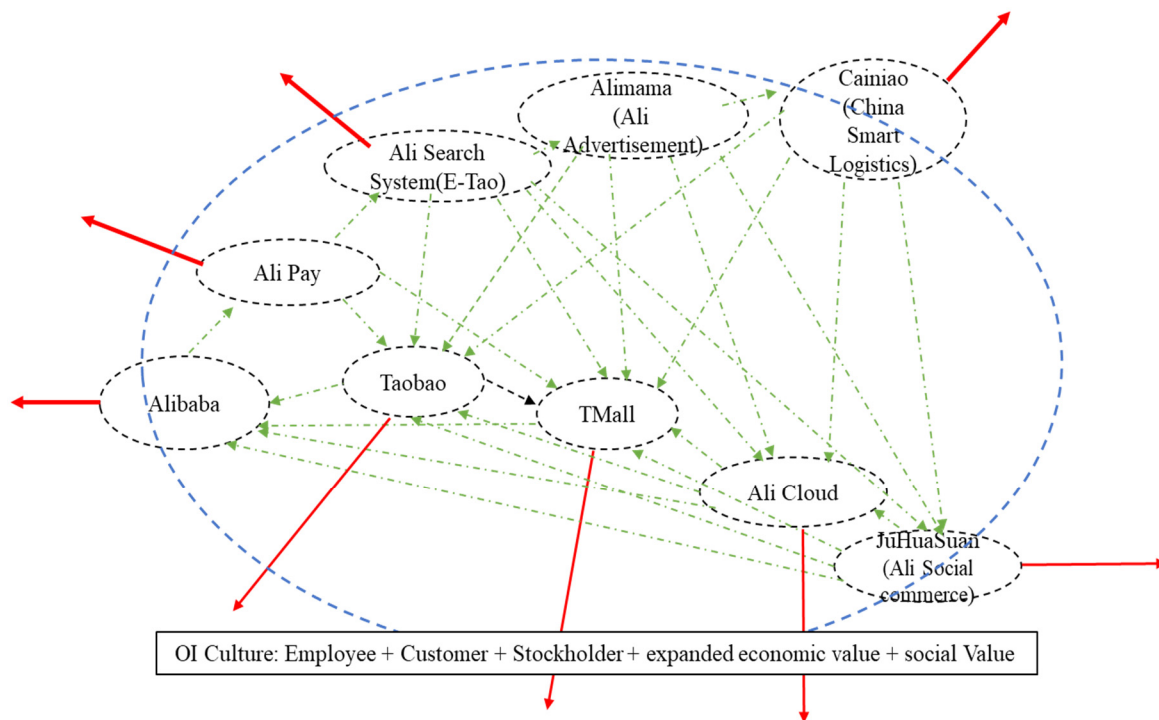 Cainiao
(China
Smart
Logistics)
Alimama
(Ali
Advertisement)
Ali Search
System(E-Tao)
Ali Pay
Taobao
Alibaba
TMall
Ali Cloud
JuHuaSuan
(Ali Social
commerce)
OI Culture: Employee + Customer + Stockholder + expanded economic value + social Value